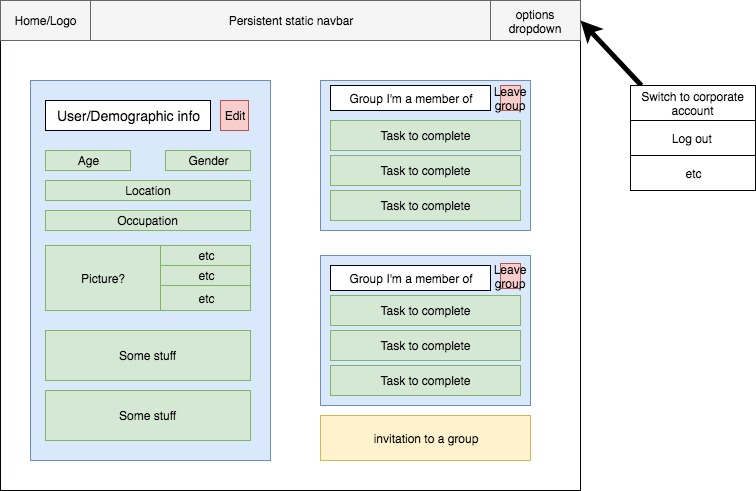 Home/Logo
Persistent static navbar
options
dropdown
Switch to corporate
account
Log out
etc
User/Demographic info
Edit
Age
Gender
Location
Occupation
Picture?
etc
etc
etc
Some stuff
Some stuff
Group I'm a member of
Leave
group
Task to complete
Task to complete
Task to complete
Group I'm a member of
Leave
group
Task to complete
Task to complete
Task to complete
invitation to a group